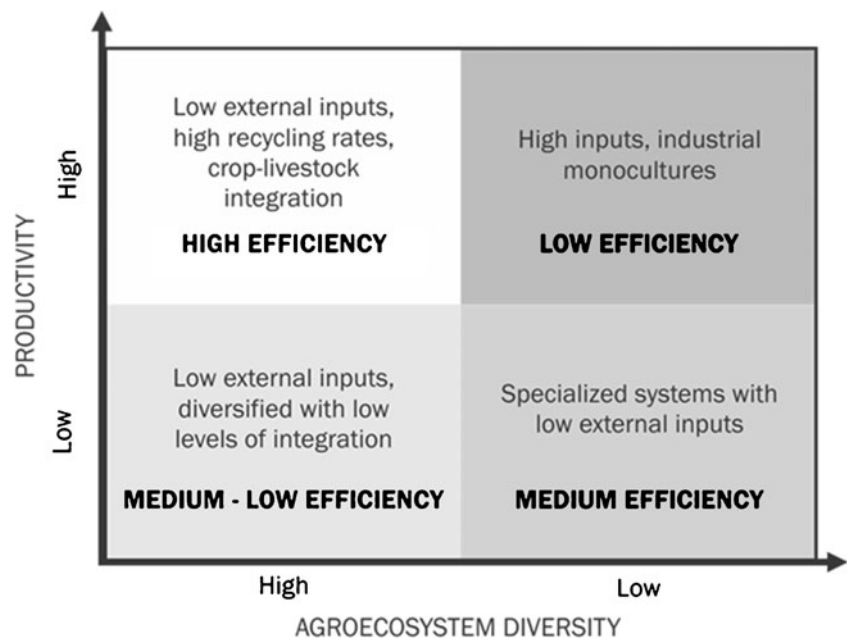 High
Low external inputs,
high recycling rates,
crop-livestock
integration
HIGH EFFICIENCY
High inputs, industrial
monocultures
LOW EFFICIENCY
PRODUCTIVITY
Low
Low external inputs,
diversified with low
levels of integration
MEDIUM - LOW EFFICIENCY
Specialized systems with
low external inputs
MEDIUM EFFICIENCY
High
Low
AGROECOSYSTEM DIVERSITY